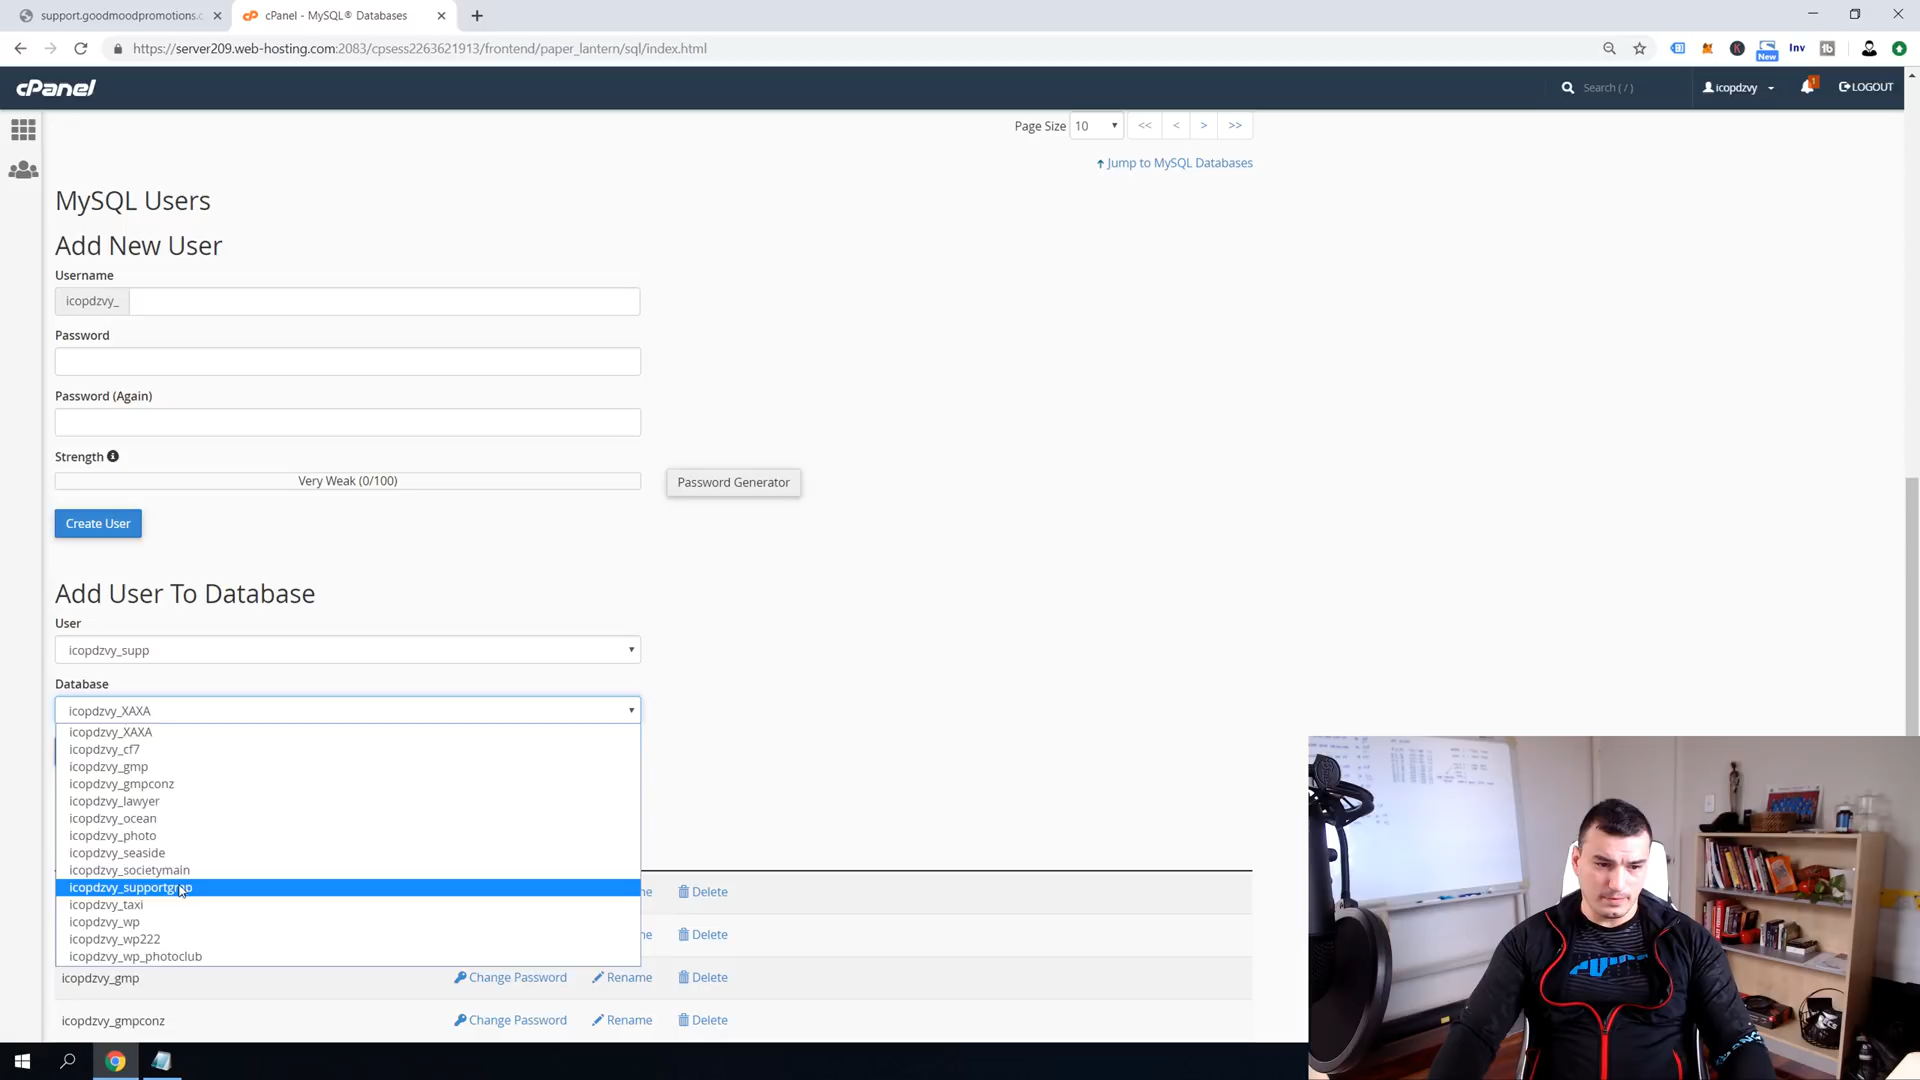 support.goodmoodpromotions.c
cPanel - MySQL® Databases
https://server209.web-hosting.com:2083/cpsess2263621913/frontend/paper_lantern/sql/index.html
New
Inv
cPanel
Search ( / )
icopdzvy
1
LOGOUT
Page Size
10
<<
<
>
>>
Jump to MySQL Databases
MySQL Users
Add New User
Username
icopdzvy_
Password
Password (Again)
Strength
Very Weak (0/100)
Password Generator
Create User
Add User To Database
User
icopdzvy_supp
Database
icopdzvy_XAXA
icopdzvy_XAXA
icopdzvy_cf7
icopdzvy_gmp
icopdzvy_gmpconz
icopdzvy_lawyer
icopdzvy_ocean
icopdzvy_photo
icopdzvy_seaside
icopdzvy_societymain
ne Delete
icopdzvy_taxi
icopdzvy_wp
ne Delete
icopdzvy_wp222
icopdzvy_wp_photoclub
icopdzvy_gmp Change Password Rename Delete
icopdzvy_gmpconz Change Password Rename Delete